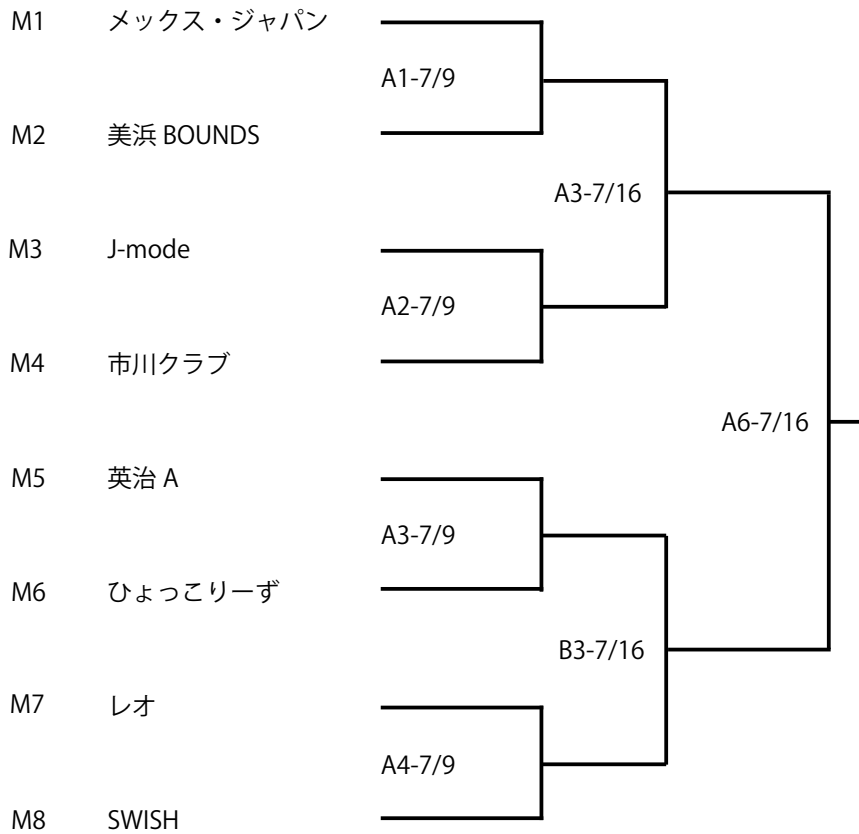 M1 メックス・ジャパン
A1-7/9
M2 美浜 BOUNDS
A3-7/16
M3 J-mode
A2-7/9
M4 市川クラブ
A6-7/16
M5 英治 A
A3-7/9
M6 ひょっこりーず
B3-7/16
M7 レオ
A4-7/9
M8 SWISH